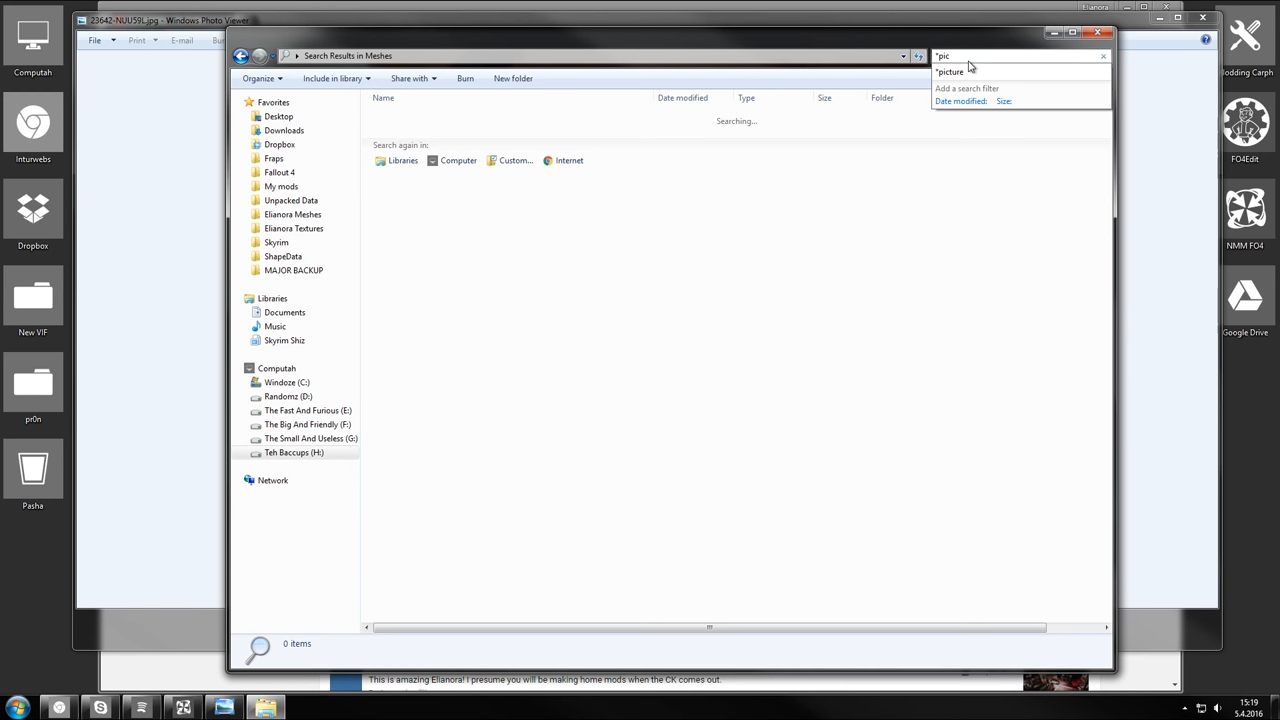 Computah
Inturwebs
Dropbox
New VIF
pr0n
Pasha
23642-NUU59L.jpg - Windows Photo Viewer
Elianora
File
Print
E-mail
Search Results in Meshes
"pic
"picture
Add a search filter
Date modified: Size:
Organize
Include in library
Share with
Burn
New folder
Name
Date modified
Type
Size
Folder
Searching...
Search again in:
Libraries
Computer
Custom...
Internet
Favorites
Desktop
Downloads
Dropbox
Fraps
Fallout 4
My mods
Unpacked Data
Elianora Meshes
Elianora Textures
Skyrim
ShapeData
MAJOR BACKUP
Libraries
Documents
Music
Skyrim Shiz
Computah
Windoze (C:)
Randomz (D:)
The Fast And Furious (E:)
The Big And Friendly (F:)
The Small And Useless (G:)
Teh Baccups (H:)
Network
0 items
This is amazing Elianora! I presume you will be making home mods when the CK comes out.
Modding Carph
FO4Edit
NMM FO4
Google Drive
15:19
5.4.2016